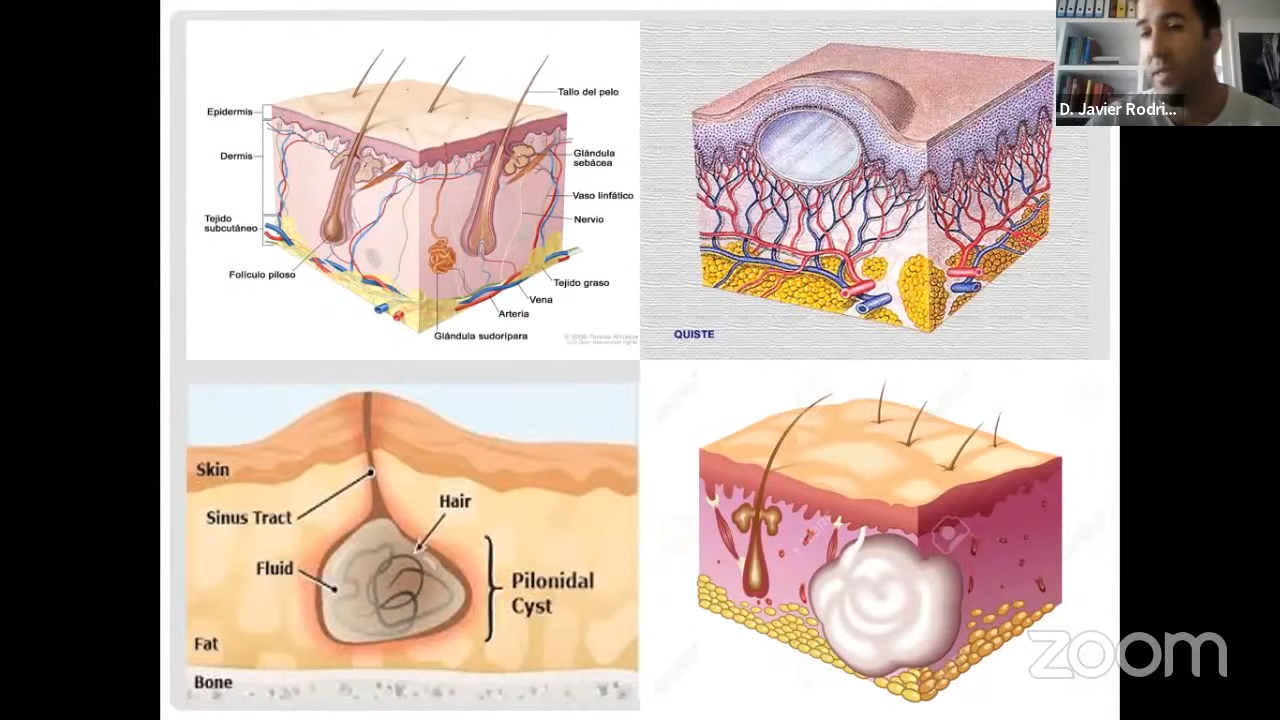 D. Javier Rodri...
Epidermis
Dermis
Tejido
subcutáneo
Folículo piloso
Tallo del pelo
Glándula
sebácea
Vaso linfático
Nervio
Tejido graso
Vena
Arteria
Glándula sudorípara
QUISTE
Skin
Sinus Tract
Hair
Fluid
Pilonidal
Cyst
Fat
Bone
zoom